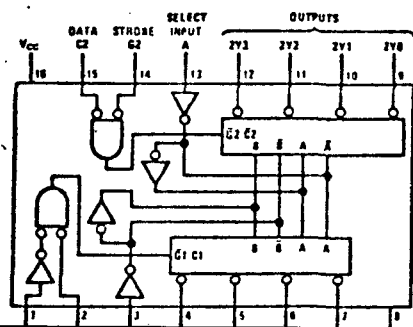 SELECT
DATA STROBE INPUT OUTPUTS
VCC C2 G2 A 2Y3 2Y2 2Y1 2Y0
16 15 14 13 12 11 10 9
G2 C2 B B̅ A A̅
G1 C1 B B̅ A A
1 2 3 4 5 6 7 8